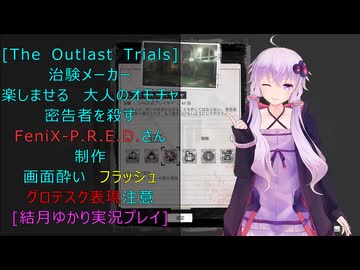 [The Outlast Trials]
治験メーカー
楽しませる 大人のオモチャ
密告者を殺す
FeniX-P.R.E.D.さん
制作
画面酔い フラッシュ
グロテスク表現注意
[結月ゆかり実況プレイ]